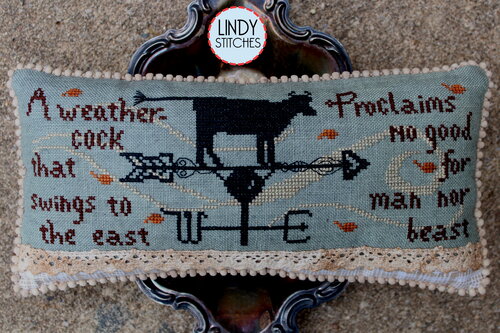 LINDY
STITCHES
A weather-
cock
that
swings to
the east
Proclaims
no good
for
man nor
beast
W E